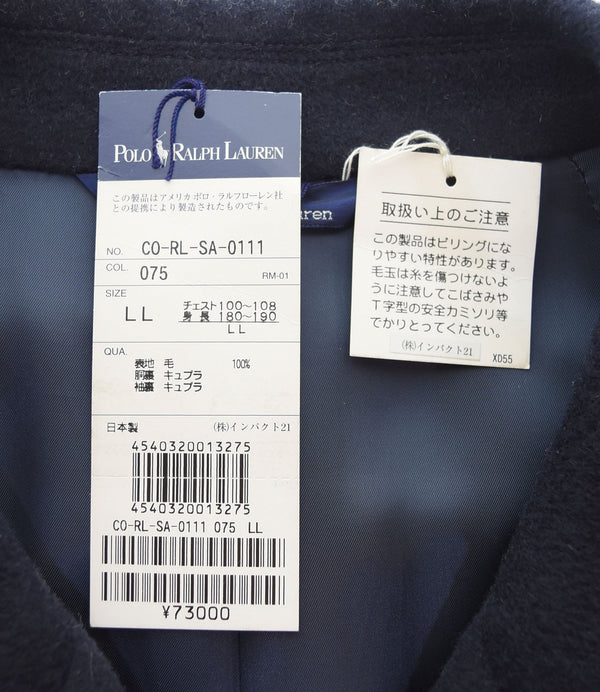 POLO RALPH LAUREN
この製品はアメリカ ポロ・ラルフローレン社
との提携により製造されたものです。
NO. CO-RL-SA-0111
COL. 075 RM-01
SIZE
LL チェスト100~108
身長 180~190
LL
QUA.
表地 毛 100%
胴裏 キュプラ
袖裏 キュプラ
日本製 (株)インパクト21
4540320013275
4540320013275
CO-RL-SA-0111 075 LL
¥73000
uren
取扱い上のご注意
この製品はピリングにな
りやすい特性があります。
毛玉は糸を傷つけないよ
うに注意してこばさみや
T字型の安全カミソリ等
でかりとってください。
(株)インパクト21
XD55